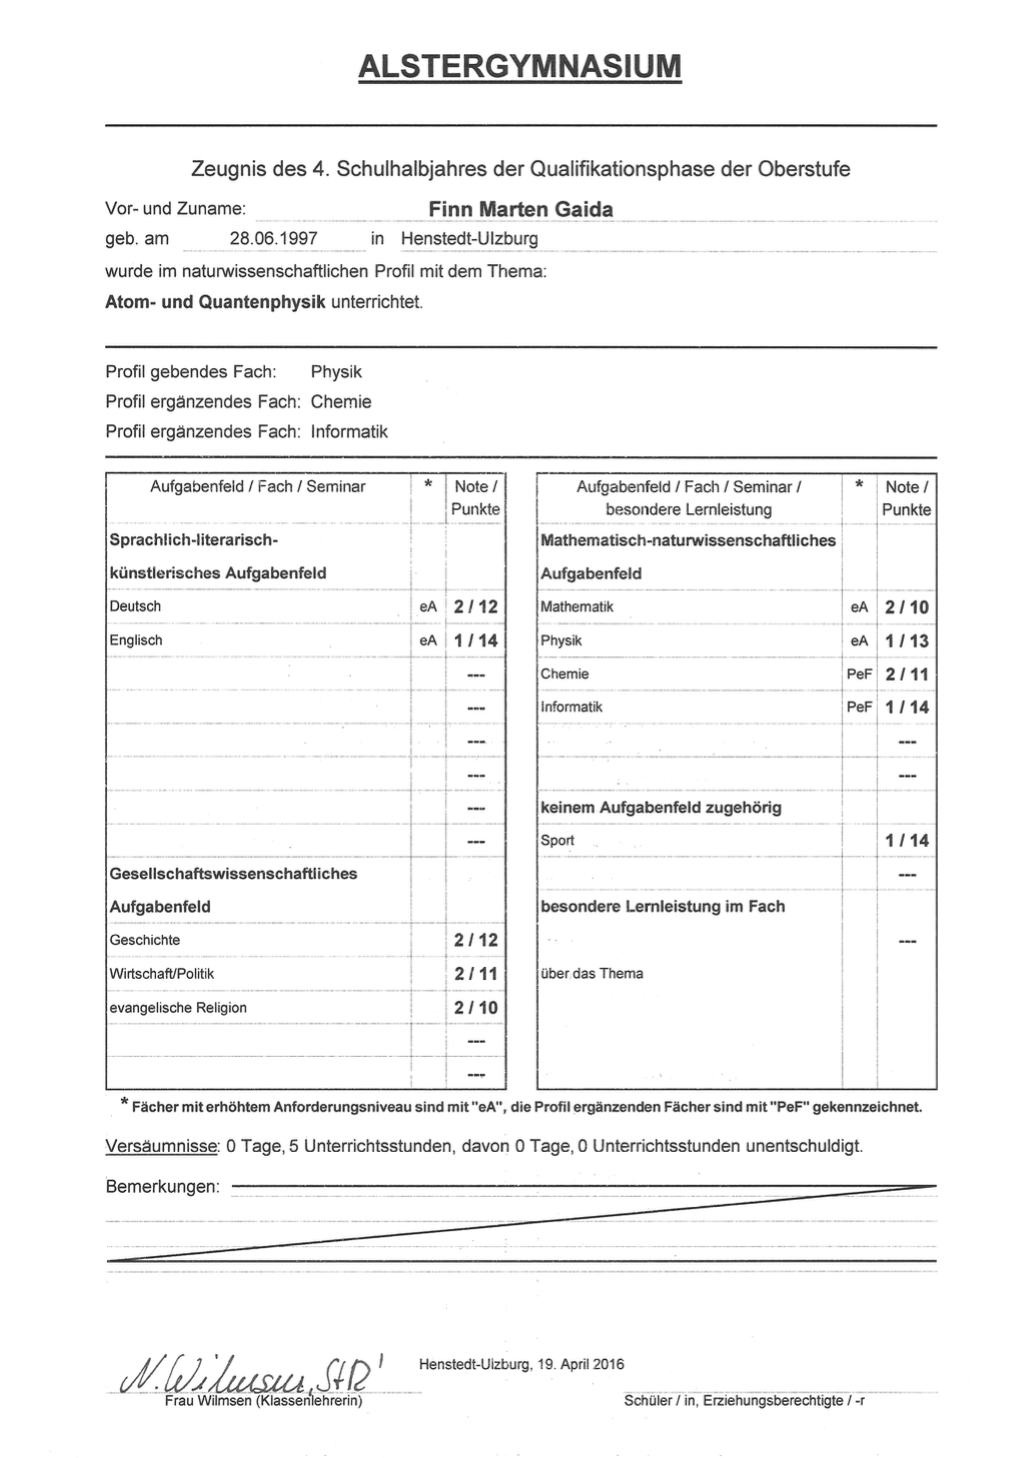 ALSTERGYMNASIUM
Zeugnis des 4. Schulhalbjahres der Qualifikationsphase der Oberstufe
Vor- und Zuname: Finn Marten Gaida
geb. am 28.06.1997 in Henstedt-Ulzburg
wurde im naturwissenschaftlichen Profil mit dem Thema:
Atom- und Quantenphysik unterrichtet.
Profil gebendes Fach: Physik
Profil ergänzendes Fach: Chemie
Profil ergänzendes Fach: Informatik
Aufgabenfeld / Fach / Seminar * Note /
Punkte
Sprachlich-literarisch-
künstlerisches Aufgabenfeld
Deutsch eA 2 / 12
Englisch eA 1 / 14
---
---
---
---
---
---
Gesellschaftswissenschaftliches
Aufgabenfeld
Geschichte 2 / 12
Wirtschaft/Politik 2 / 11
evangelische Religion 2 / 10
---
---
Aufgabenfeld / Fach / Seminar / * Note /
besondere Lernleistung Punkte
Mathematisch-naturwissenschaftliches
Aufgabenfeld
Mathematik eA 2 / 10
Physik eA 1 / 13
Chemie PeF 2 / 11
Informatik PeF 1 / 14
---
---
keinem Aufgabenfeld zugehörig
Sport 1 / 14
---
besondere Lernleistung im Fach
---
über das Thema
* Fächer mit erhöhtem Anforderungsniveau sind mit "eA", die Profil ergänzenden Fächer sind mit "PeF" gekennzeichnet.
Versäumnisse: 0 Tage, 5 Unterrichtsstunden, davon 0 Tage, 0 Unterrichtsstunden unentschuldigt.
Bemerkungen:
N. Wilmsen, StR'
Henstedt-Ulzburg, 19. April 2016
Frau Wilmsen (Klassenlehrerin)
Schüler / in, Erziehungsberechtigte / -r